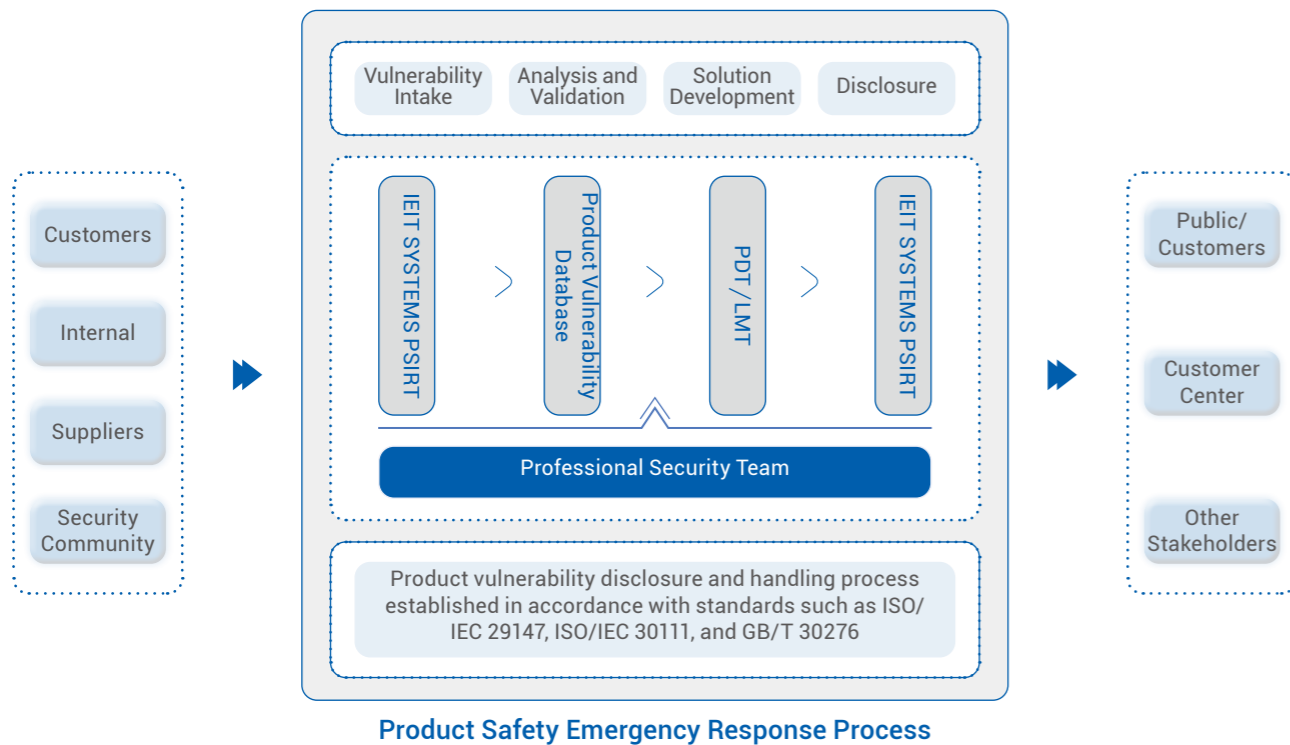 Vulnerability
Intake
Analysis and
Validation
Solution
Development
Disclosure
Customers
Internal
Suppliers
Security
Community
IEIT SYSTEMS PSIRT
Product Vulnerability
Database
PDT /LMT
IEIT SYSTEMS PSIRT
Professional Security Team
Product vulnerability disclosure and handling process
established in accordance with standards such as ISO/
IEC 29147, ISO/IEC 30111, and GB/T 30276
Public/
Customers
Customer
Center
Other
Stakeholders
Product Safety Emergency Response Process